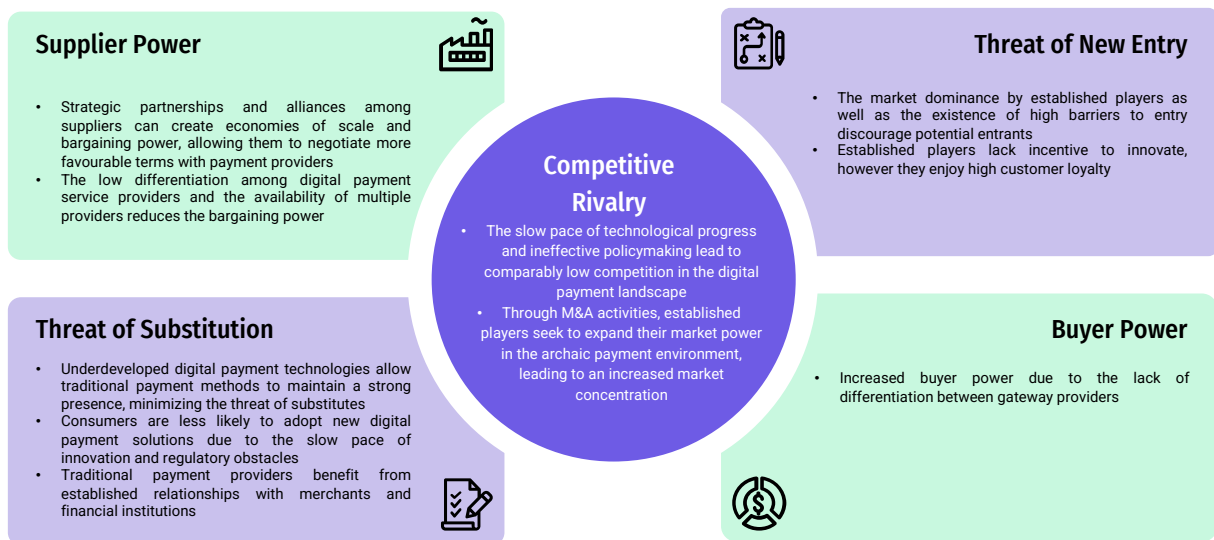 Supplier Power
• Strategic partnerships and alliances among
suppliers can create economies of scale and
bargaining power, allowing them to negotiate more
favourable terms with payment providers
• The low differentiation among digital payment
service providers and the availability of multiple
providers reduces the bargaining power
Threat of New Entry
• The market dominance by established players as
well as the existence of high barriers to entry
discourage potential entrants
• Established players lack incentive to innovate,
however they enjoy high customer loyalty
Competitive
Rivalry
• The slow pace of technological progress
and ineffective policymaking lead to
comparably low competition in the digital
payment landscape
• Through M&A activities, established
players seek to expand their market power
in the archaic payment environment,
leading to an increased market
concentration
Threat of Substitution
• Underdeveloped digital payment technologies allow
traditional payment methods to maintain a strong
presence, minimizing the threat of substitutes
• Consumers are less likely to adopt new digital
payment solutions due to the slow pace of
innovation and regulatory obstacles
• Traditional payment providers benefit from
established relationships with merchants and
financial institutions
Buyer Power
• Increased buyer power due to the lack of
differentiation between gateway providers